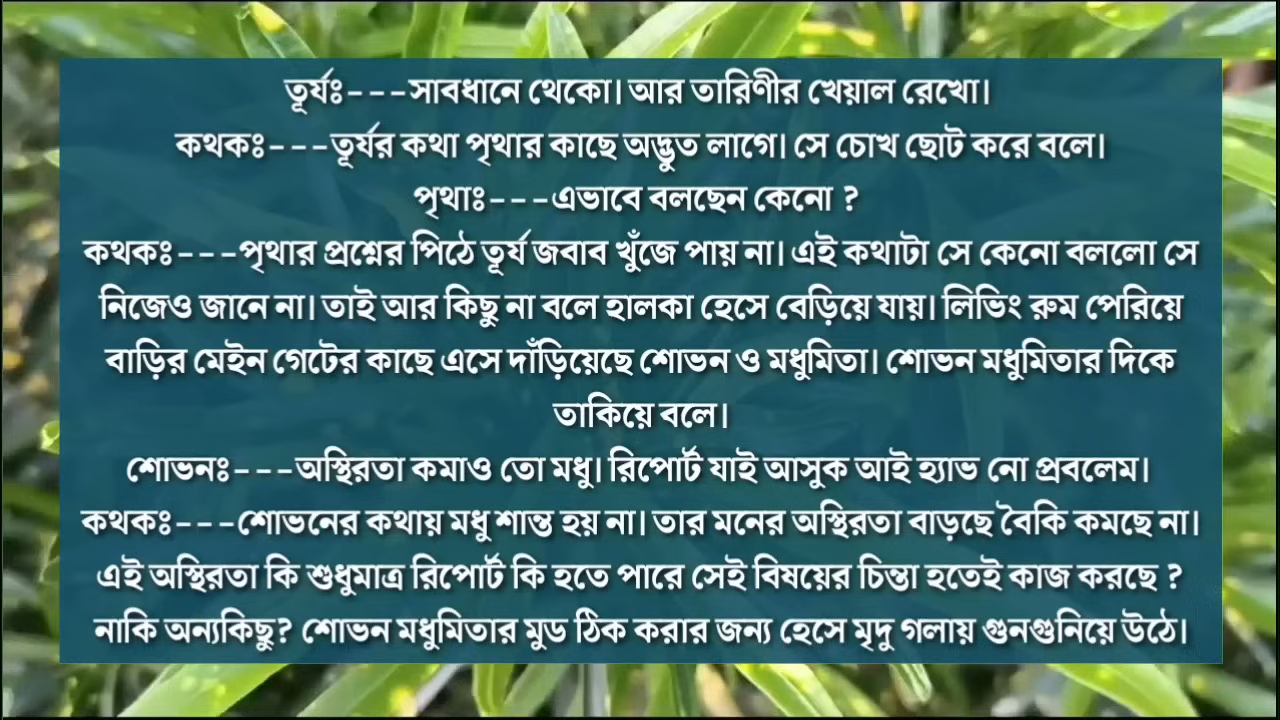 তূর্যঃ---সাবধানে থেকো। আর তারিণীর খেয়াল রেখো।
কথকঃ---তূর্যর কথা পৃথার কাছে অদ্ভুত লাগে। সে চোখ ছোট করে বলে।
পৃথাঃ---এভাবে বলছেন কেনো ?
কথকঃ---পৃথার প্রশ্নের পিঠে তূর্য জবাব খুঁজে পায় না। এই কথাটা সে কেনো বললো সে
নিজেও জানে না। তাই আর কিছু না বলে হালকা হেসে বেড়িয়ে যায়। লিভিং রুম পেরিয়ে
বাড়ির মেইন গেটের কাছে এসে দাঁড়িয়েছে শোভন ও মধুমিতা। শোভন মধুমিতার দিকে
তাকিয়ে বলে।
শোভনঃ---অস্থিরতা কমাও তো মধু। রিপোর্ট যাই আসুক আই হ্যাভ নো প্রবলেম।
কথকঃ---শোভনের কথায় মধু শান্ত হয় না। তার মনের অস্থিরতা বাড়ছে বৈকি কমছে না।
এই অস্থিরতা কি শুধুমাত্র রিপোর্ট কি হতে পারে সেই বিষয়ের চিন্তা হতেই কাজ করছে ?
নাকি অন্যকিছু? শোভন মধুমিতার মুড ঠিক করার জন্য হেসে মৃদু গলায় গুনগুনিয়ে উঠে।